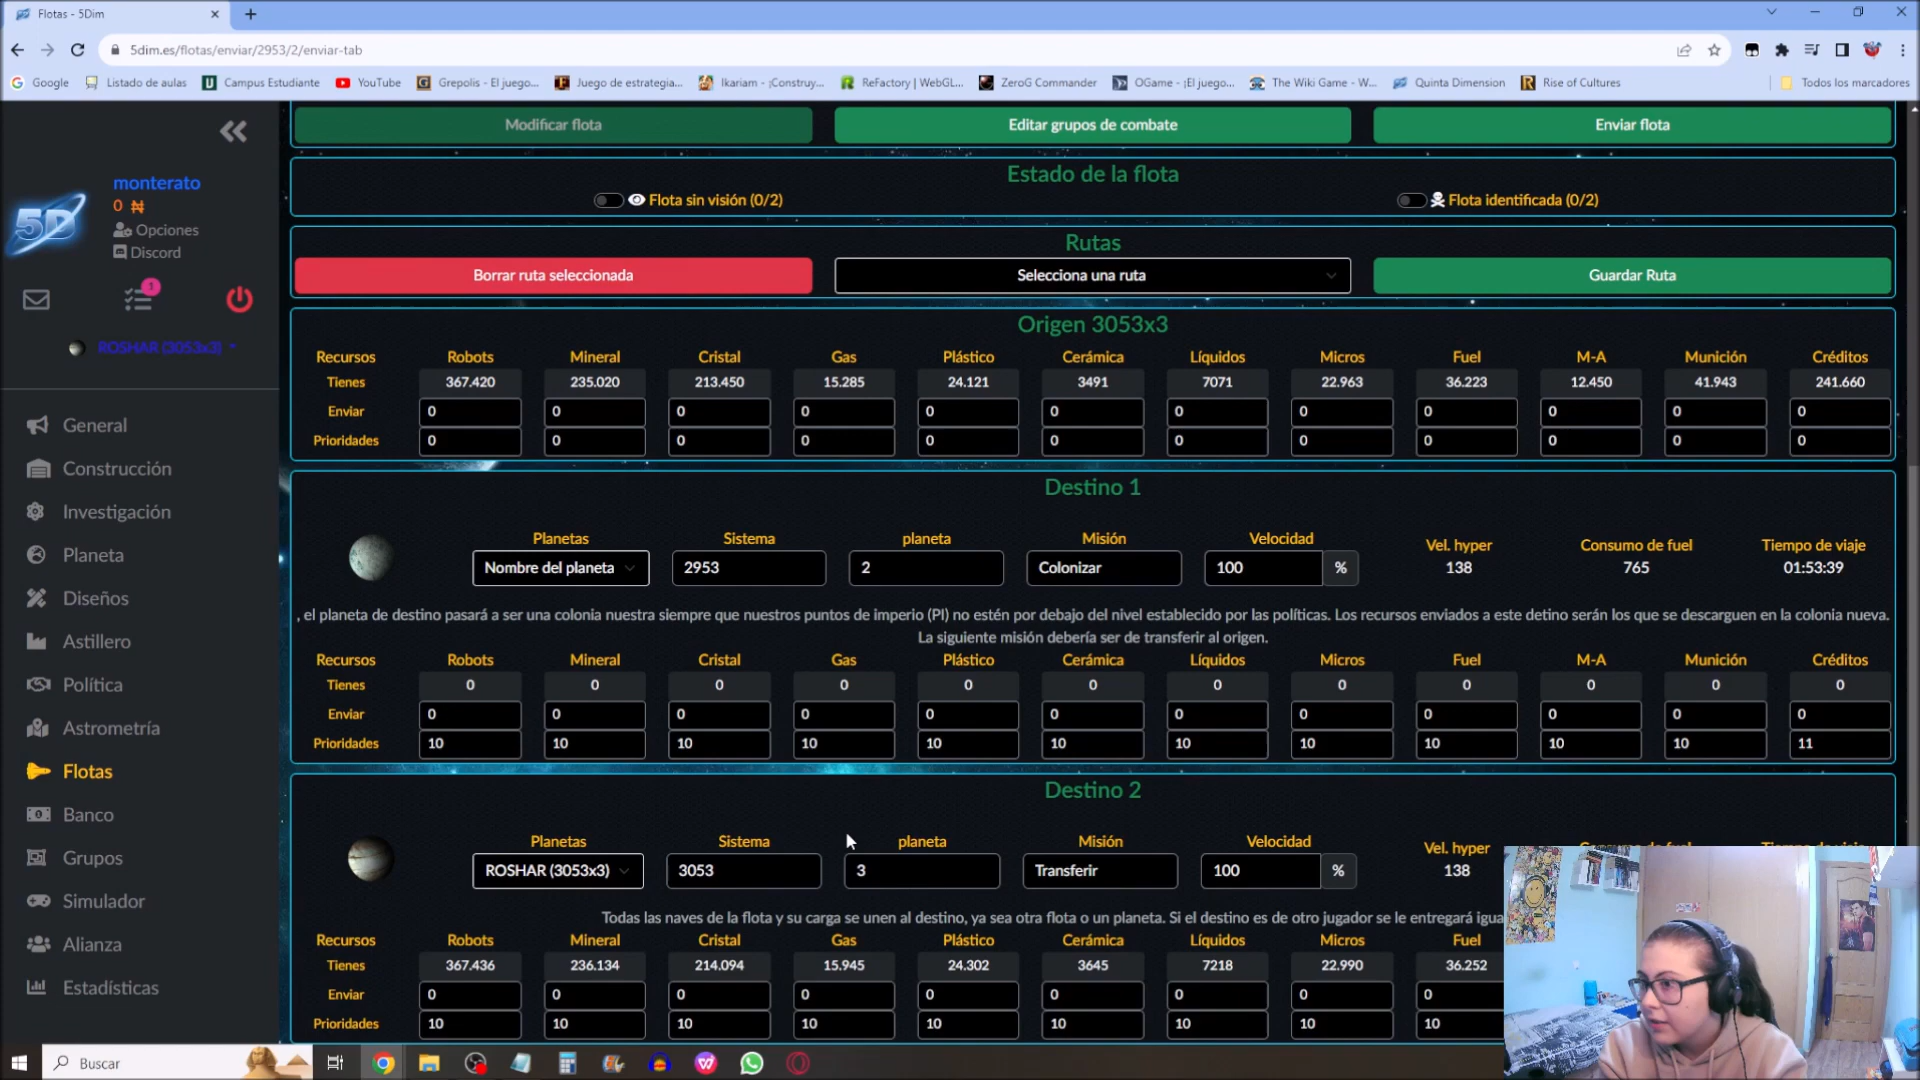 Flotas - 5Dim
5dim.es/flotas/enviar/2953/2/enviar-tab
Google Listado de aulas Campus Estudiante YouTube Grepolis - El juego... Juego de estrategia... Ikariam - ¡Construy... ReFactory | WebGL... ZeroG Commander OGame - ¡El juego... The Wiki Game - W... Quinta Dimension Rise of Cultures Todos los marcadores
Modificar flota Editar grupos de combate Enviar flota
5D
monterato
0
Opciones
Discord
1
ROSHAR (3053x3)
General
Construcción
Investigación
Planeta
Diseños
Astillero
Política
Astrometría
Flotas
Banco
Grupos
Simulador
Alianza
Estadísticas
Estado de la flota
Flota sin visión (0/2) Flota identificada (0/2)
Rutas
Borrar ruta seleccionada Selecciona una ruta Guardar Ruta
Origen 3053x3
Recursos Robots Mineral Cristal Gas Plástico Cerámica Líquidos Micros Fuel M-A Munición Créditos
Tienes 367.420 235.020 213.450 15.285 24.121 3491 7071 22.963 36.223 12.450 41.943 241.660
Enviar 0 0 0 0 0 0 0 0 0 0 0 0
Prioridades 0 0 0 0 0 0 0 0 0 0 0 0
Destino 1
Planetas Sistema planeta Misión Velocidad Vel. hyper Consumo de fuel Tiempo de viaje
Nombre del planeta 2953 2 Colonizar 100 % 138 765 01:53:39
, el planeta de destino pasará a ser una colonia nuestra siempre que nuestros puntos de imperio (PI) no estén por debajo del nivel establecido por las políticas. Los recursos enviados a este detino serán los que se descarguen en la colonia nueva.
La siguiente misión debería ser de transferir al origen.
Recursos Robots Mineral Cristal Gas Plástico Cerámica Líquidos Micros Fuel M-A Munición Créditos
Tienes 0 0 0 0 0 0 0 0 0 0 0 0
Enviar 0 0 0 0 0 0 0 0 0 0 0 0
Prioridades 10 10 10 10 10 10 10 10 10 10 10 11
Destino 2
Planetas Sistema planeta Misión Velocidad Vel. hyper
ROSHAR (3053x3) 3053 3 Transferir 100 % 138
Todas las naves de la flota y su carga se unen al destino, ya sea otra flota o un planeta. Si el destino es de otro jugador se le entregará igua
Recursos Robots Mineral Cristal Gas Plástico Cerámica Líquidos Micros Fuel
Tienes 367.436 236.134 214.094 15.945 24.302 3645 7218 22.990 36.252
Enviar 0 0 0 0 0 0 0 0 0
Prioridades 10 10 10 10 10 10 10 10 10
Buscar